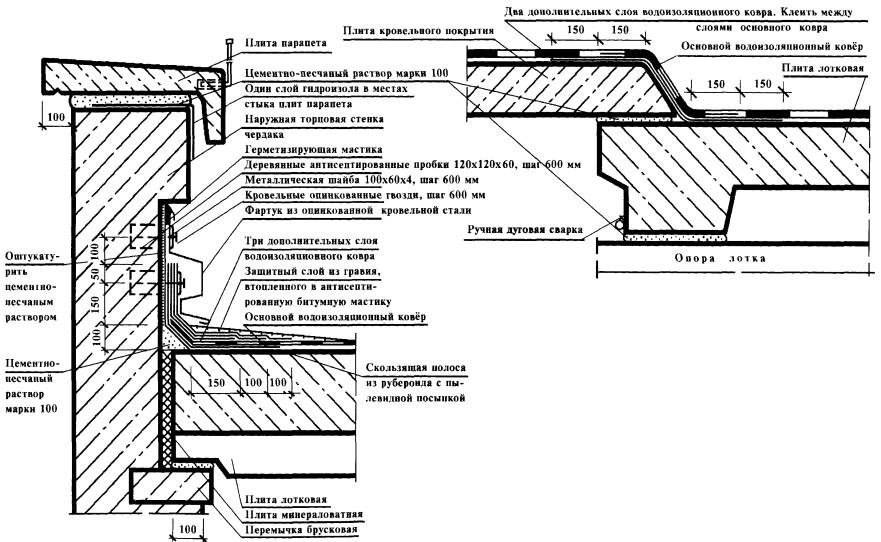 Два дополнительных слоя водоизоляционного ковра. Клеить между
слоями основного ковра
Плита кровельного покрытия
150
150
Основной водоизоляционный ковёр
Плита лотковая
150
150
Ручная дуговая сварка
Опора лотка
Плита парапета
Цементно-песчаный раствор марки 100
Один слой гидроизола в местах
стыка плит парапета
100
Наружная торцовая стенка
чердака
Герметизирующая мастика
Деревянные антисептированные пробки 120х120х60, шаг 600 мм
Металлическая шайба 100х60х4, шаг 600 мм
Кровельные оцинкованные гвозди, шаг 600 мм
Фартук из оцинкованной кровельной стали
Три дополнительных слоя
водоизоляционного ковра
Защитный слой из гравия,
втопленного в антисепти-
рованную битумную мастику
Основной водоизоляционный ковёр
Оштукату-
рить
цементно-
песчаным
раствором
100
50
150
100
Цементно-
песчаный
раствор
марки 100
Скользящая полоса
из рубероида с пы-
левидной посыпкой
150
100
100
Плита лотковая
Плита минераловатная
Перемычка брусковая
100